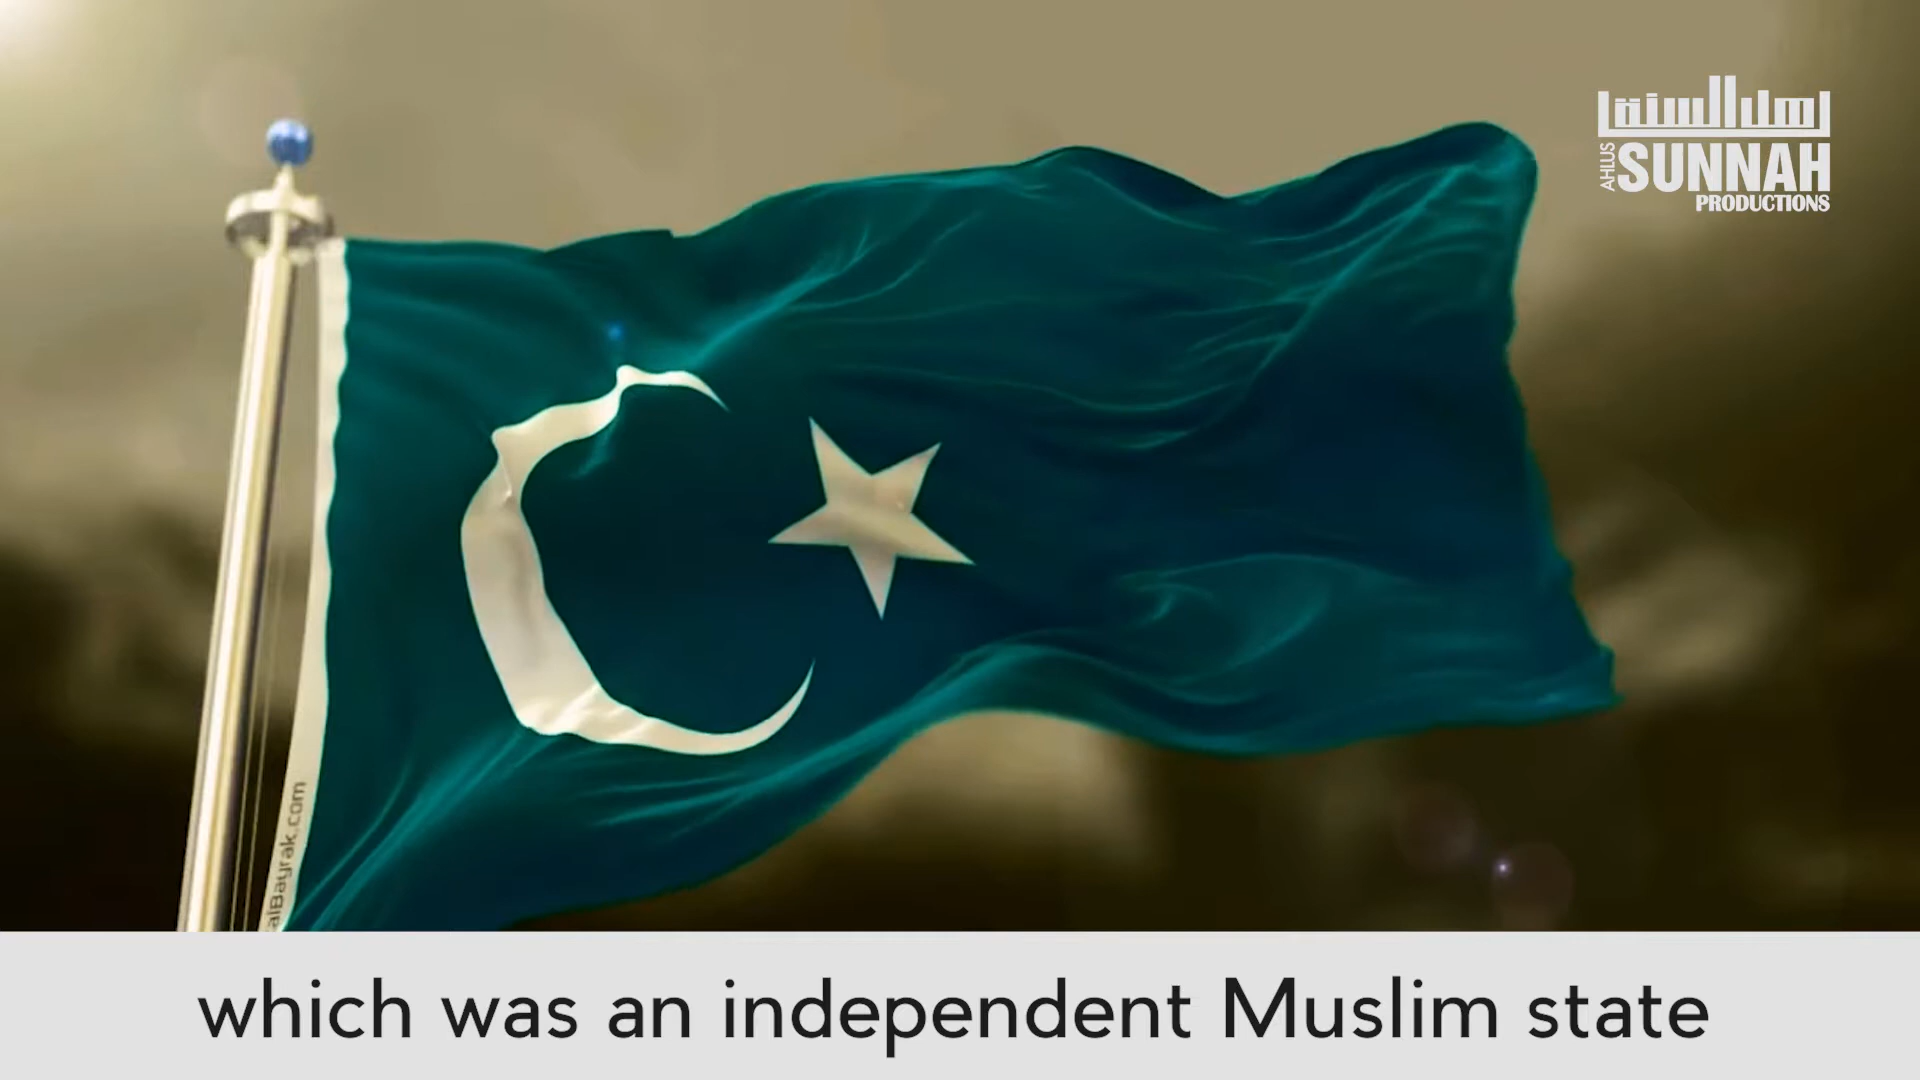 اهل السنة
AHLUS
SUNNAH
PRODUCTIONS
alBayrak.com
which was an independent Muslim state